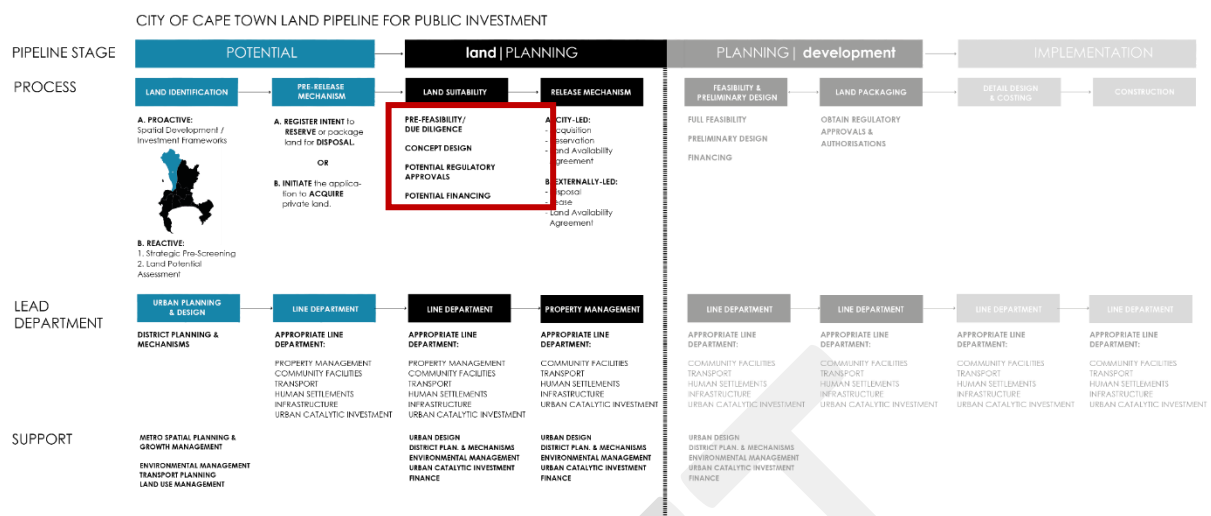 CITY OF CAPE TOWN LAND PIPELINE FOR PUBLIC INVESTMENT
PIPELINE STAGE
POTENTIAL
land|PLANNING
PLANNING| development
IMPLEMENTATION
PROCESS
LAND IDENTIFICATION
PRE-RELEASE
MECHANISM
LAND SUITABILITY
RELEASE MECHANISM
FEASIBILITY &
PRELIMINARY DESIGN
LAND PACKAGING
DETAIL DESIGN
& COSTING
CONSTRUCTION
A. PROACTIVE:
Spatial Development /
Investment Frameworks
B. REACTIVE:
1. Strategic Pre-Screening
2. Land Potential
Assessment
A. REGISTER INTENT to
RESERVE or package
land for DISPOSAL.
OR
B. INITIATE the applica-
tion to ACQUIRE
private land.
PRE-FEASIBILITY/
DUE DILIGENCE
CONCEPT DESIGN
POTENTIAL REGULATORY
APPROVALS
POTENTIAL FINANCING
A. CITY-LED:
- Acquisition
- Reservation
- Land Availability
Agreement
B. EXTERNALLY-LED:
- Disposal
- Lease
- Land Availability
Agreement
FULL FEASIBILITY
PRELIMINARY DESIGN
FINANCING
OBTAIN REGULATORY
APPROVALS &
AUTHORISATIONS
LEAD
DEPARTMENT
URBAN PLANNING
& DESIGN
LINE DEPARTMENT
LINE DEPARTMENT
PROPERTY MANAGEMENT
LINE DEPARTMENT
LINE DEPARTMENT
LINE DEPARTMENT
LINE DEPARTMENT
DISTRICT PLANNING &
MECHANISMS
APPROPRIATE LINE
DEPARTMENT:
PROPERTY MANAGEMENT
COMMUNITY FACILITIES
TRANSPORT
HUMAN SETTLEMENTS
INFRASTRUCTURE
URBAN CATALYTIC INVESTMENT
APPROPRIATE LINE
DEPARTMENT:
PROPERTY MANAGEMENT
COMMUNITY FACILITIES
TRANSPORT
HUMAN SETTLEMENTS
INFRASTRUCTURE
URBAN CATALYTIC INVESTMENT
APPROPRIATE LINE
DEPARTMENT:
COMMUNITY FACILITIES
TRANSPORT
HUMAN SETTLEMENTS
INFRASTRUCTURE
URBAN CATALYTIC INVESTMENT
APPROPRIATE LINE
DEPARTMENT:
COMMUNITY FACILITIES
TRANSPORT
HUMAN SETTLEMENTS
INFRASTRUCTURE
URBAN CATALYTIC INVESTMENT
APPROPRIATE LINE
DEPARTMENT:
COMMUNITY FACILITIES
TRANSPORT
HUMAN SETTLEMENTS
INFRASTRUCTURE
URBAN CATALYTIC INVESTMENT
APPROPRIATE LINE
DEPARTMENT:
COMMUNITY FACILITIES
TRANSPORT
HUMAN SETTLEMENTS
INFRASTRUCTURE
URBAN CATALYTIC INVESTMENT
APPROPRIATE LINE
DEPARTMENT:
COMMUNITY FACILITIES
TRANSPORT
HUMAN SETTLEMENTS
INFRASTRUCTURE
URBAN CATALYTIC INVESTMENT
SUPPORT
METRO SPATIAL PLANNING &
GROWTH MANAGEMENT
ENVIRONMENTAL MANAGEMENT
TRANSPORT PLANNING
LAND USE MANAGEMENT
URBAN DESIGN
DISTRICT PLAN. & MECHANISMS
ENVIRONMENTAL MANAGEMENT
URBAN CATALYTIC INVESTMENT
FINANCE
URBAN DESIGN
DISTRICT PLAN. & MECHANISMS
ENVIRONMENTAL MANAGEMENT
URBAN CATALYTIC INVESTMENT
FINANCE
URBAN DESIGN
DISTRICT PLAN. & MECHANISMS
ENVIRONMENTAL MANAGEMENT
URBAN CATALYTIC INVESTMENT
FINANCE